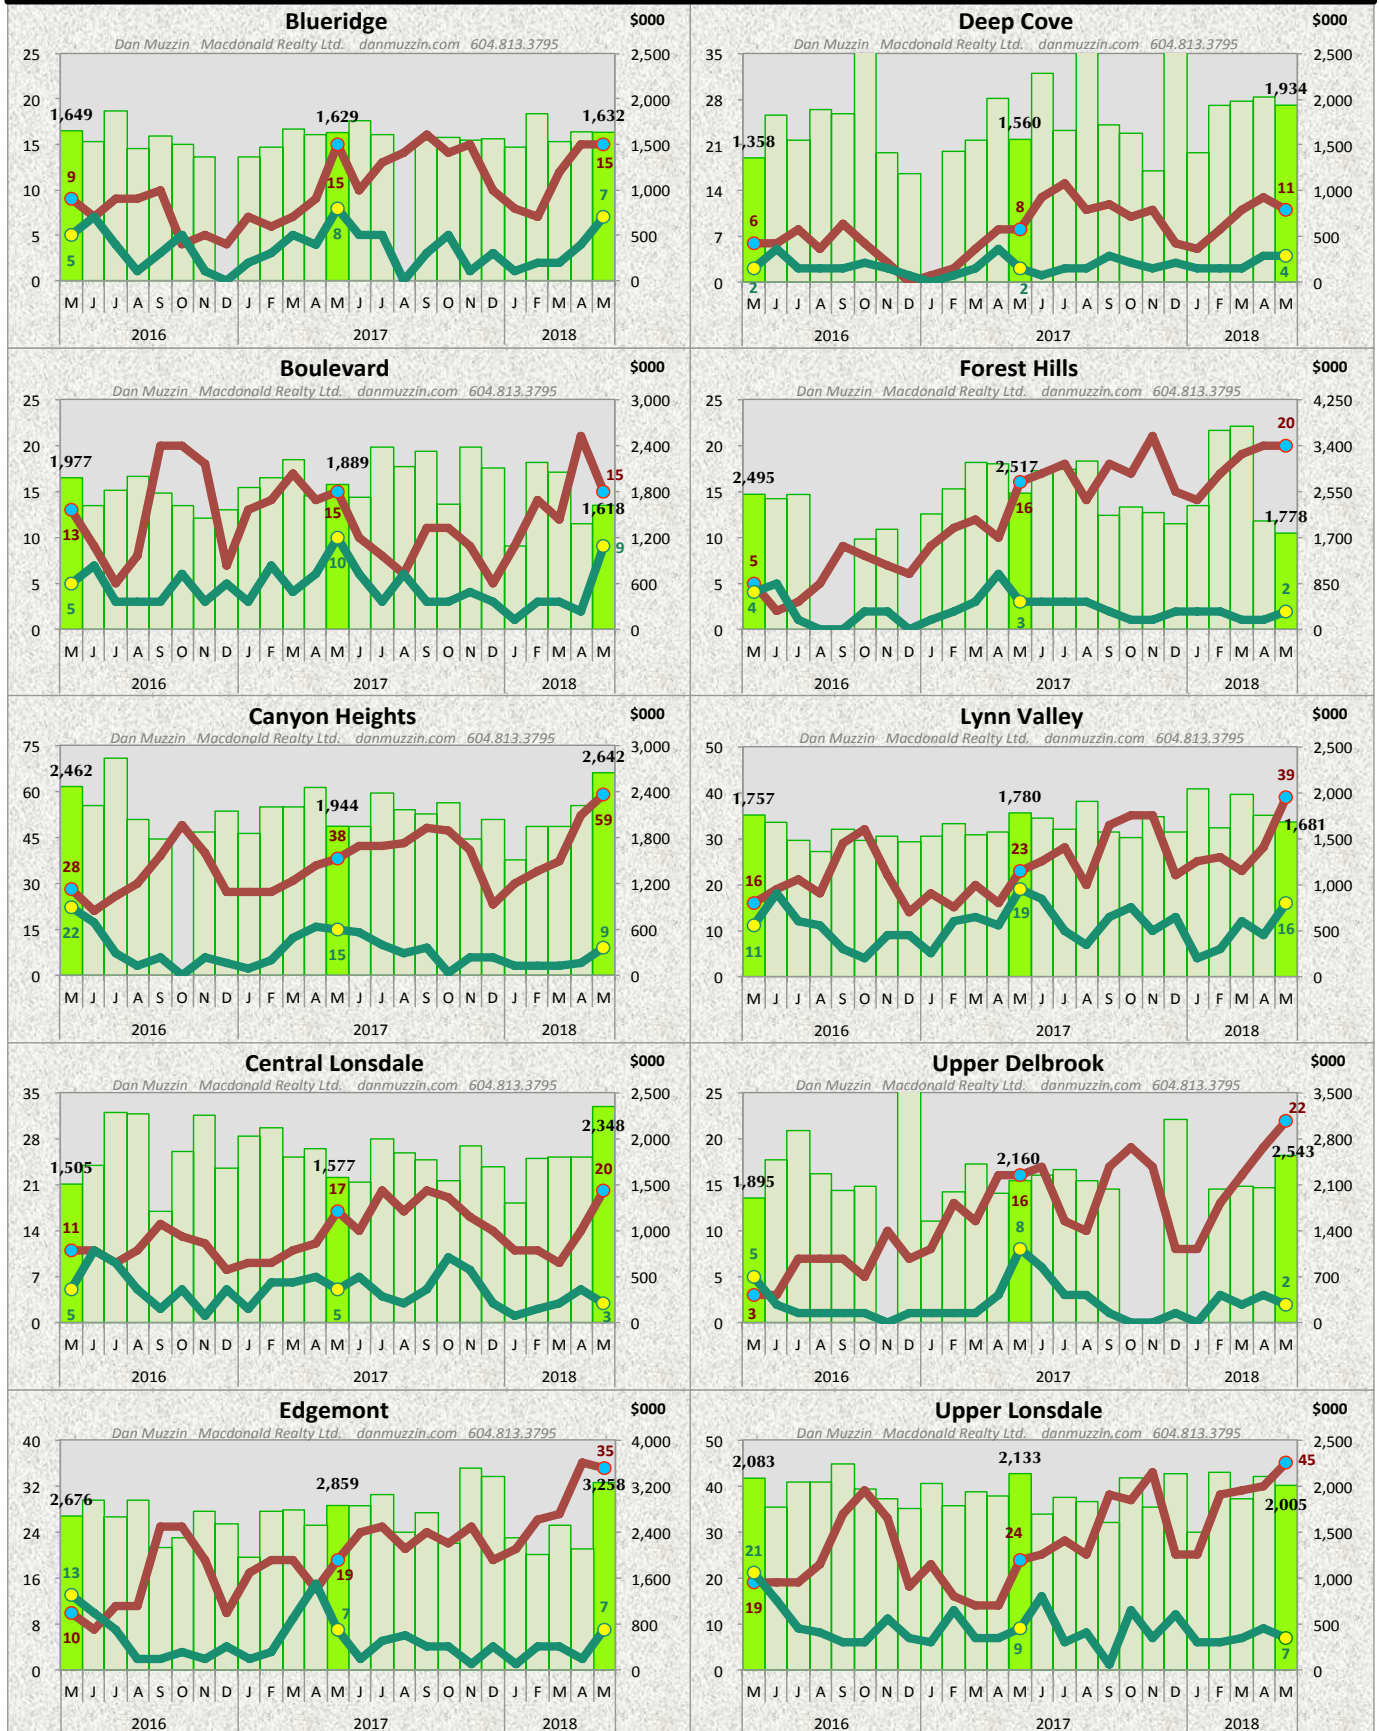 Blueridge $000
Dan Muzzin Macdonald Realty Ltd. danmuzzin.com 604.813.3795
25 2,500
20 2,000
1,649 1,629 1,632
15 1,500
9 15 15
10 1,000
7
5 500
5 8
0 0
M J J A S O N D J F M A M J J A S O N D J F M A M
2016 2017 2018
Deep Cove $000
Dan Muzzin Macdonald Realty Ltd. danmuzzin.com 604.813.3795
35 2,500
28 2,000
1,934
1,358 1,560
21 1,500
14 1,000
6 8 11
7 500
4
2 2
0 0
M J J A S O N D J F M A M J J A S O N D J F M A M
2016 2017 2018
Boulevard $000
Dan Muzzin Macdonald Realty Ltd. danmuzzin.com 604.813.3795
25 3,000
20 2,400
1,977 1,889
15 1,800
15
13 15 1,618
10 1,200
10 9
5 600
5
0 0
M J J A S O N D J F M A M J J A S O N D J F M A M
2016 2017 2018
Forest Hills $000
Dan Muzzin Macdonald Realty Ltd. danmuzzin.com 604.813.3795
25 4,250
20
20 3,400
2,495 2,517
15 2,550
16 1,778
10 1,700
5
5 850
4 3 2
0 0
M J J A S O N D J F M A M J J A S O N D J F M A M
2016 2017 2018
Canyon Heights $000
Dan Muzzin Macdonald Realty Ltd. danmuzzin.com 604.813.3795
75 3,000
2,462 1,944 2,642
60 2,400
45 1,800
28 38 59
30 1,200
22 15 9
15 600
0 0
M J J A S O N D J F M A M J J A S O N D J F M A M
2016 2017 2018
Lynn Valley $000
Dan Muzzin Macdonald Realty Ltd. danmuzzin.com 604.813.3795
50 2,500
39
40 2,000
1,757 1,780 1,681
30 1,500
16 23
20 1,000
11 19 16
10 500
0 0
M J J A S O N D J F M A M J J A S O N D J F M A M
2016 2017 2018
Central Lonsdale $000
Dan Muzzin Macdonald Realty Ltd. danmuzzin.com 604.813.3795
35 2,500
28 2,000
2,348
1,505 1,577
21 1,500
11 17 20
14 1,000
7 500
5 5 3
0 0
M J J A S O N D J F M A M J J A S O N D J F M A M
2016 2017 2018
Upper Delbrook $000
Dan Muzzin Macdonald Realty Ltd. danmuzzin.com 604.813.3795
25 3,500
22
20 2,800
1,895 2,160 2,543
15 2,100
16
10 1,400
5 8 2
5 700
3
0 0
M J J A S O N D J F M A M J J A S O N D J F M A M
2016 2017 2018
Edgemont $000
Dan Muzzin Macdonald Realty Ltd. danmuzzin.com 604.813.3795
40 4,000
35
32 3,200
2,676 2,859 3,258
24 2,400
16 1,600
13 19
10 7 7
8 800
0 0
M J J A S O N D J F M A M J J A S O N D J F M A M
2016 2017 2018
Upper Lonsdale $000
Dan Muzzin Macdonald Realty Ltd. danmuzzin.com 604.813.3795
50 2,500
2,083 2,133 45
40 2,000
2,005
30 1,500
21 24
20 1,000
19
10 500
9 7
0 0
M J J A S O N D J F M A M J J A S O N D J F M A M
2016 2017 2018